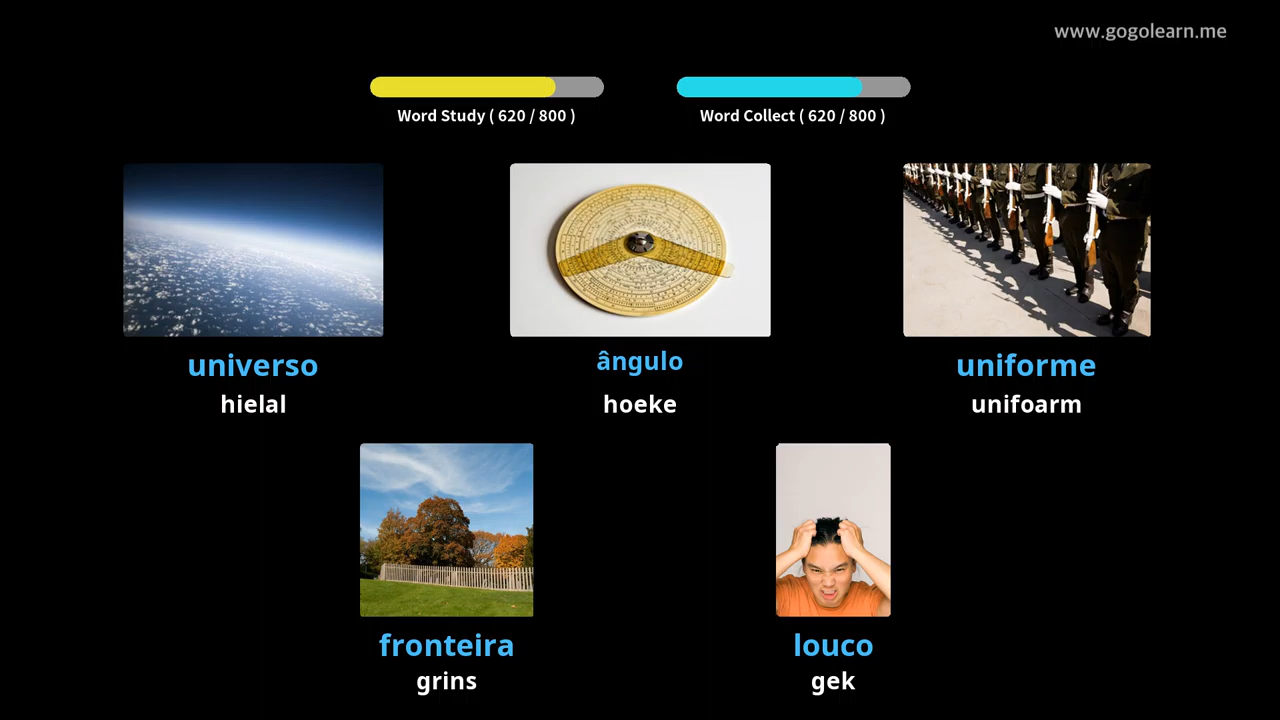 www.gogolearn.me
Word Study ( 620 / 800 )
Word Collect ( 620 / 800 )
universo
hielal
ângulo
hoeke
uniforme
unifoarm
fronteira
grins
louco
gek